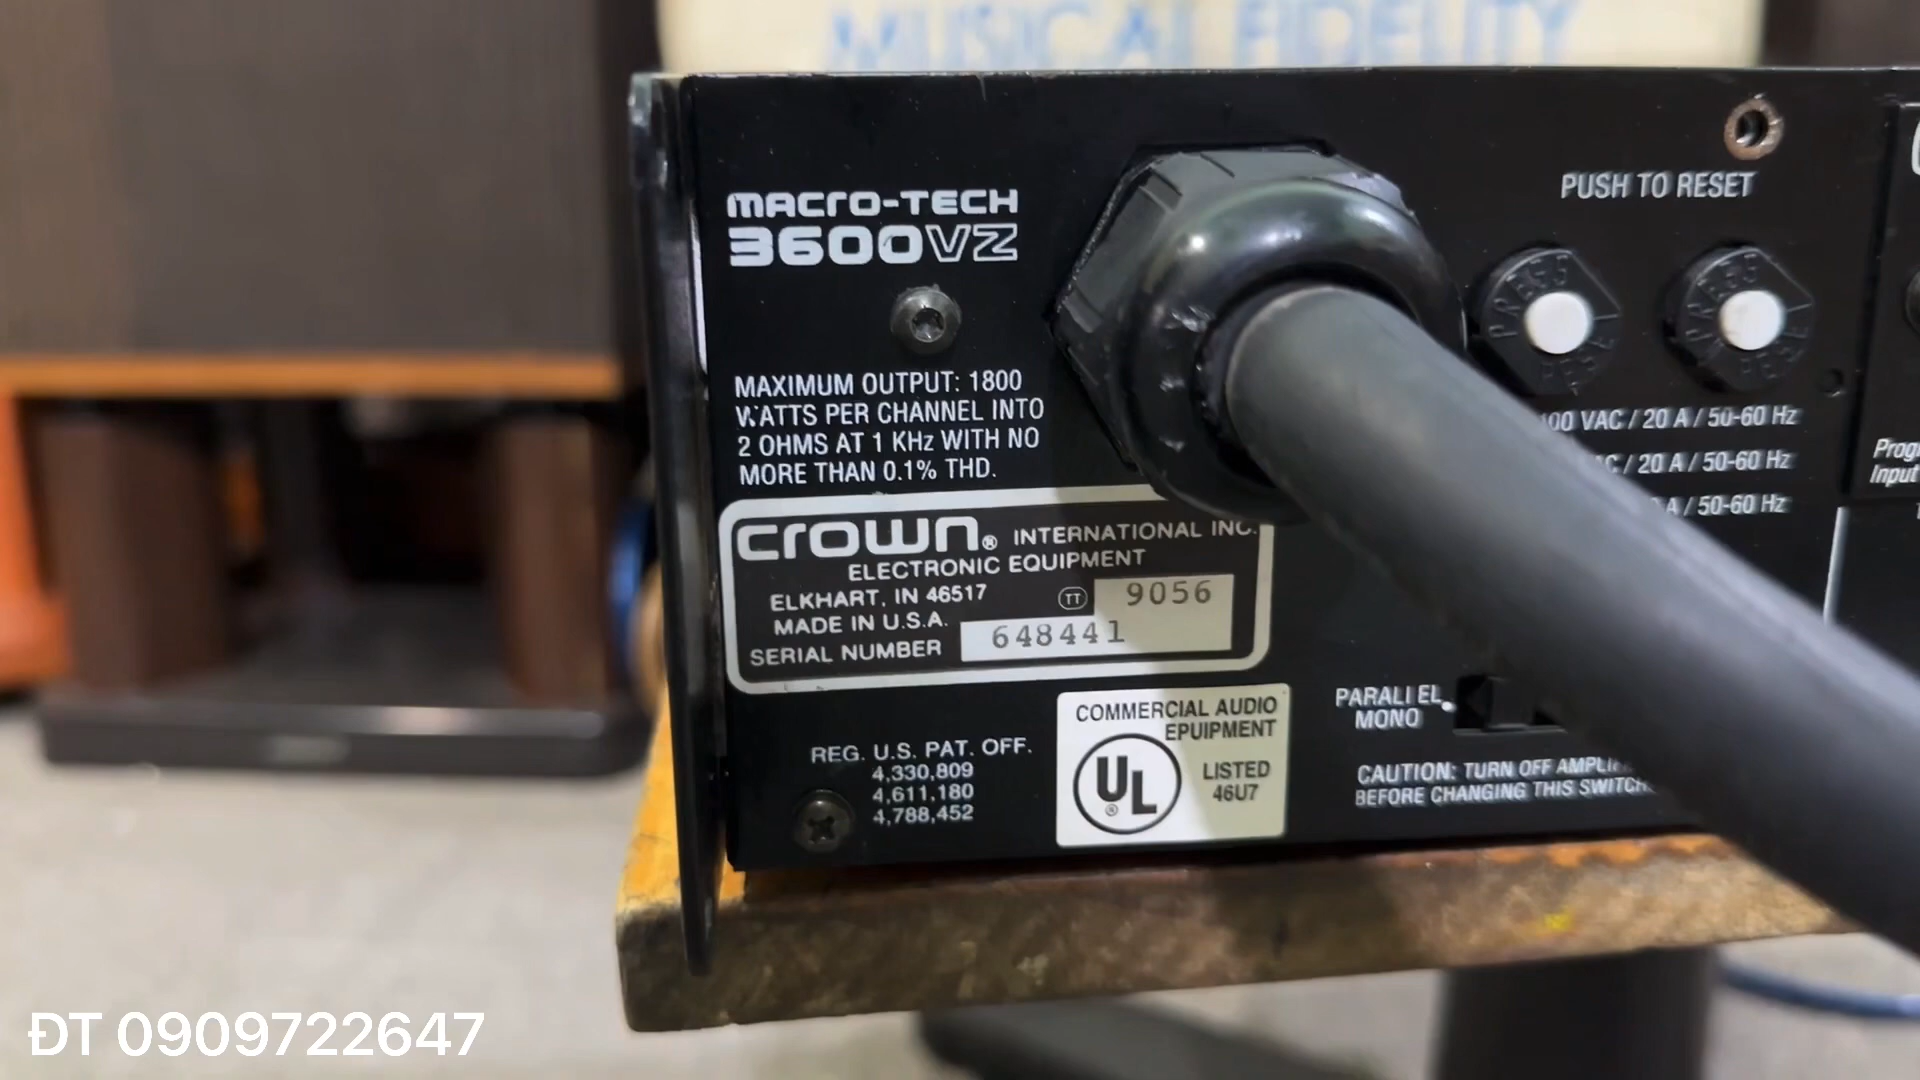 MUSICAL FIDELITY
MACRO-TECH
3600VZ
MAXIMUM OUTPUT: 1800
WATTS PER CHANNEL INTO
2 OHMS AT 1 KHz WITH NO
MORE THAN 0.1% THD.
crown® INTERNATIONAL INC.
ELECTRONIC EQUIPMENT
ELKHART, IN 46517
TT 9056
MADE IN U.S.A.
SERIAL NUMBER 648441
REG. U.S. PAT. OFF.
4,330,809
4,611,180
4,788,452
COMMERCIAL AUDIO
EPUIPMENT
UL ®
LISTED
46U7
PUSH TO RESET
PRESS
PRESS
100 VAC / 20 A / 50-60 Hz
C / 20 A / 50-60 Hz
A / 50-60 Hz
PARALLEL
MONO
CAUTION: TURN OFF
BEFORE CHANGING THIS SWITCH
Input
ĐT 0909722647